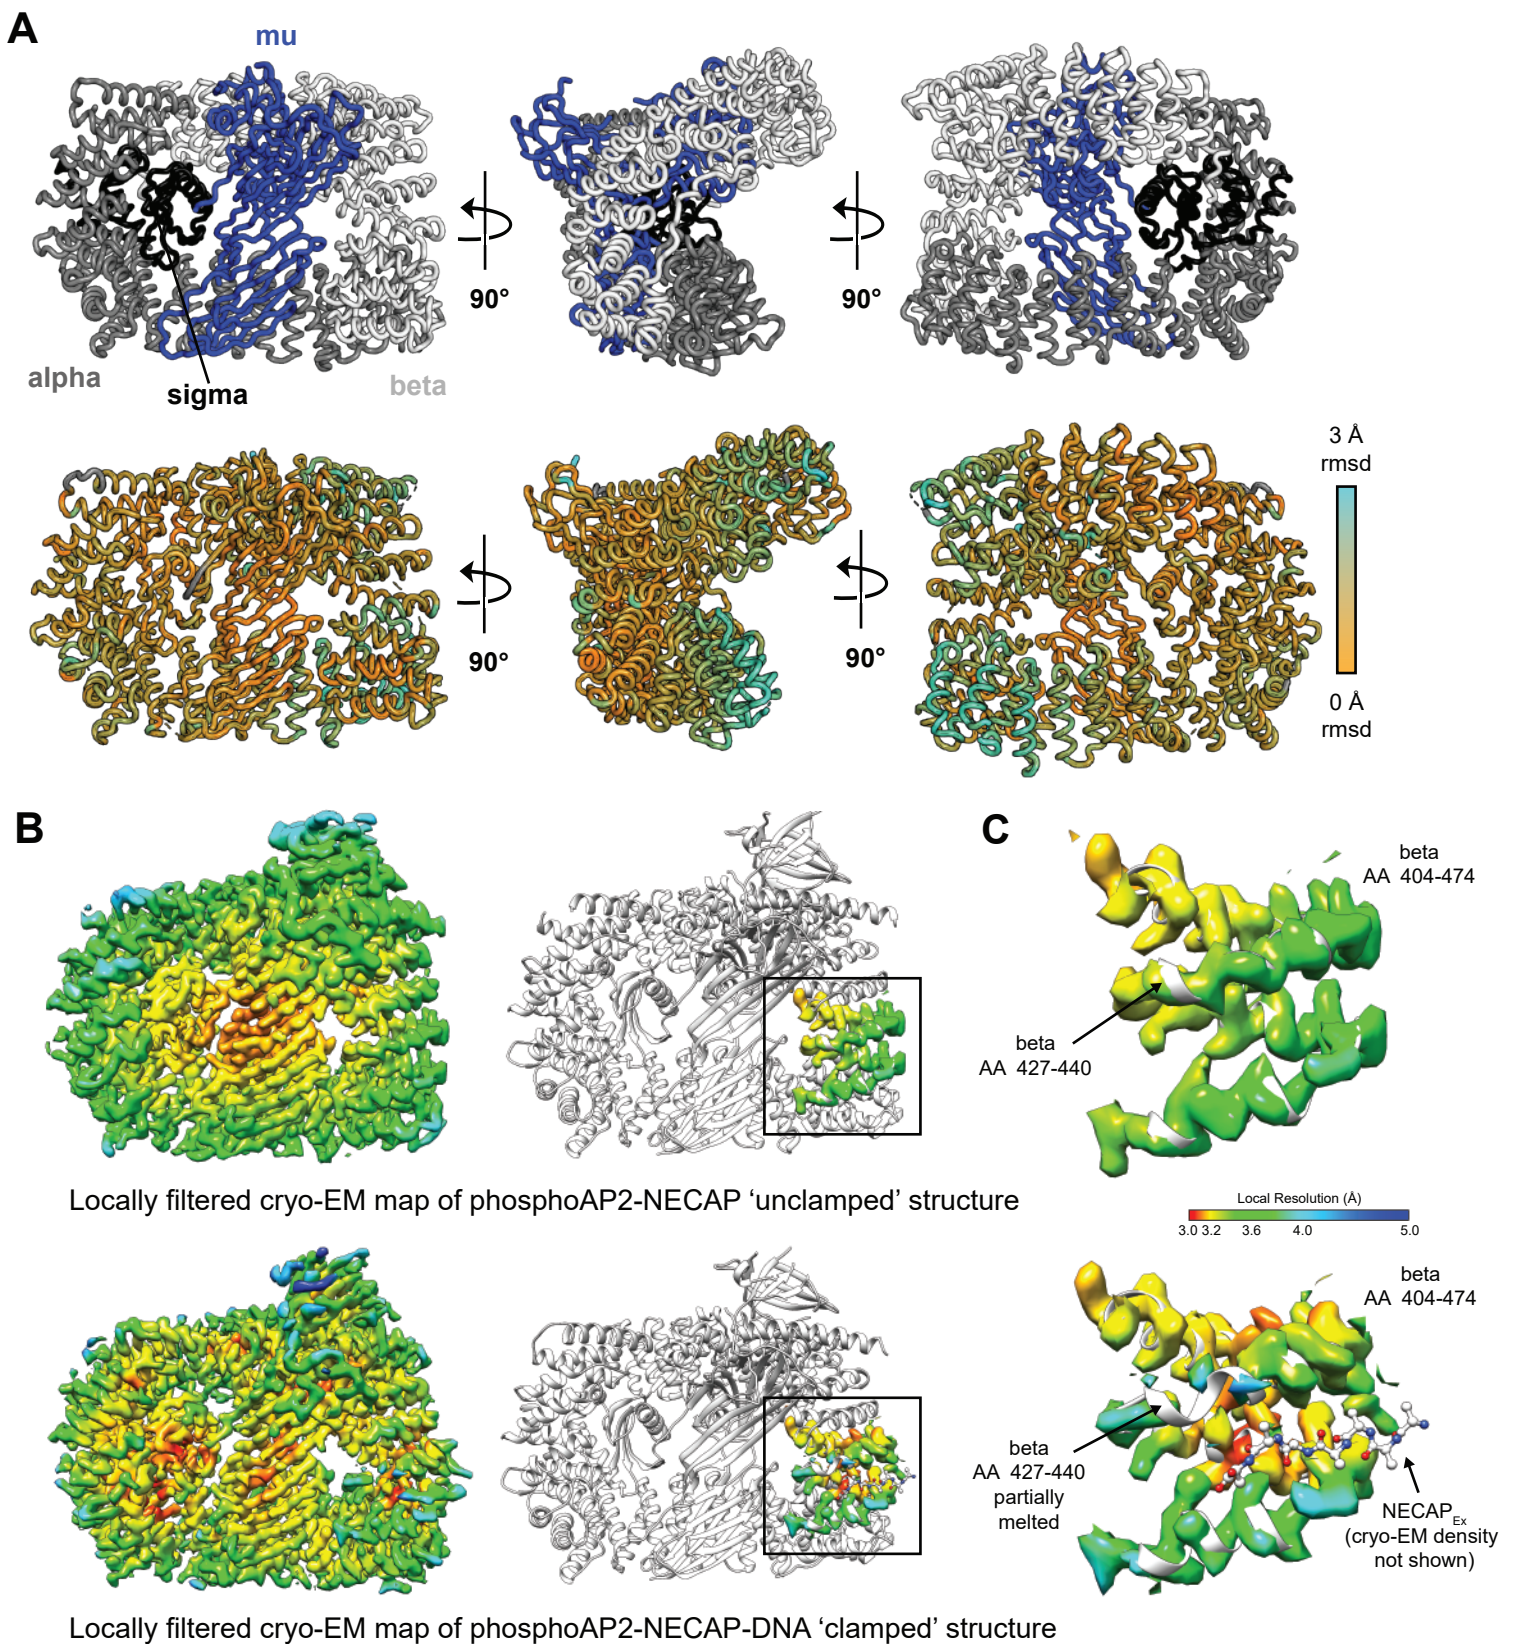 A
mu
alpha
sigma
beta
90°
90°
3 Å
rmsd
90°
90°
0 Å
rmsd
B
Locally filtered cryo-EM map of phosphoAP2-NECAP ‘unclamped’ structure
Locally filtered cryo-EM map of phosphoAP2-NECAP-DNA ‘clamped’ structure
C
beta
AA 404-474
beta
AA 427-440
Local Resolution (Å)
3.0 3.2 3.6 4.0 5.0
beta
AA 404-474
beta
AA 427-440
partially
melted
NECAPEx
(cryo-EM density
not shown)